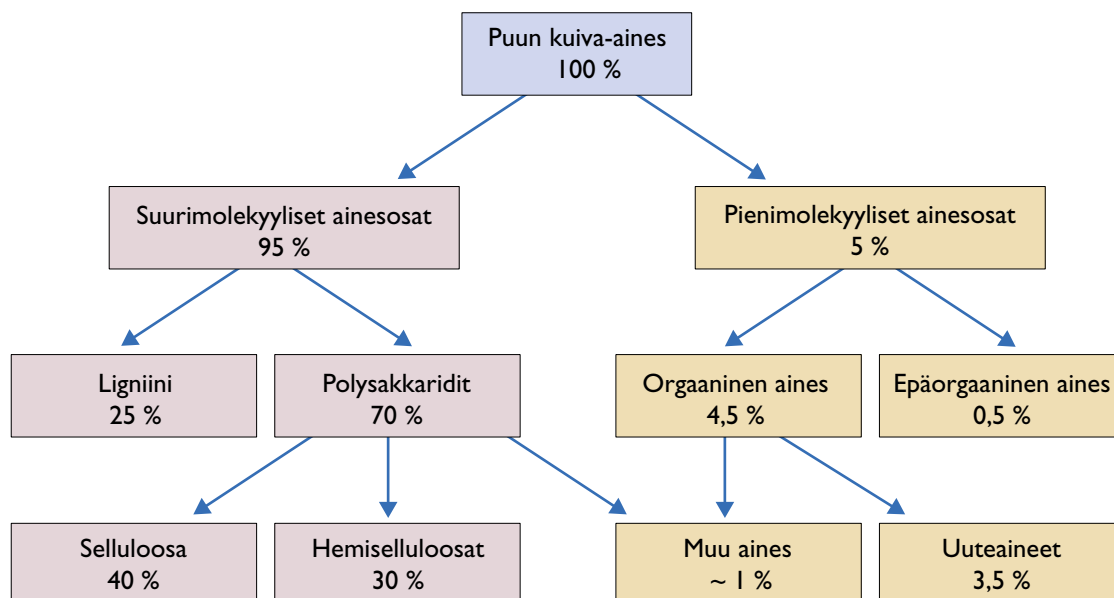 Puun kuiva-aines
100 %
Suurimolekyyliset ainesosat
95 %
Pienimolekyyliset ainesosat
5 %
Ligniini
25 %
Polysakkaridit
70 %
Orgaaninen aines
4,5 %
Epäorgaaninen aines
0,5 %
Selluloosa
40 %
Hemiselluloosat
30 %
Muu aines
~ 1 %
Uuteaineet
3,5 %